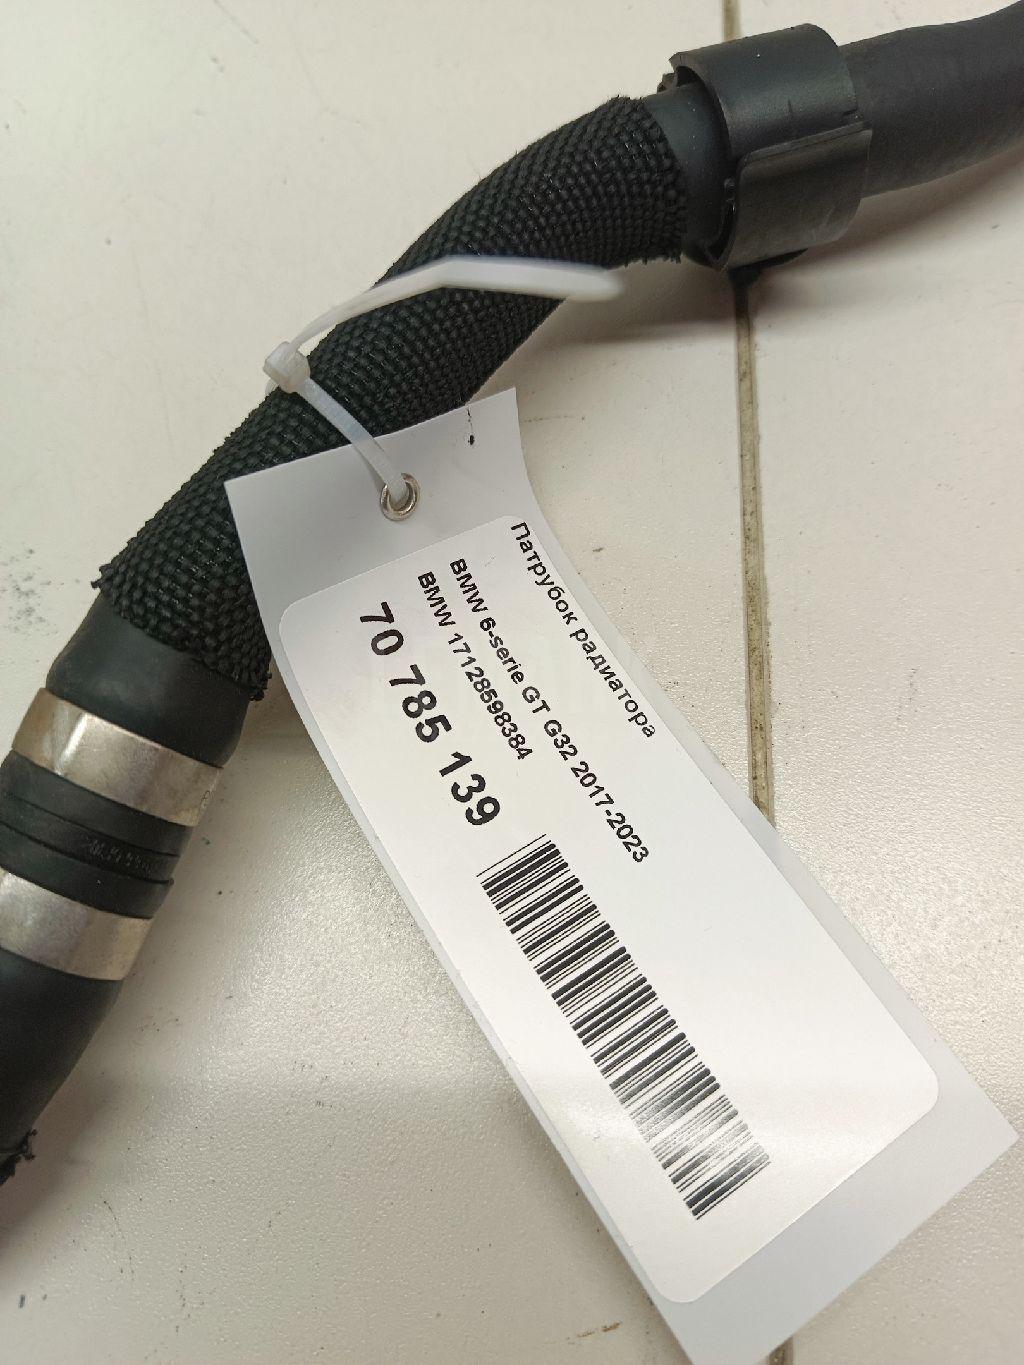 Патрубок радиатора
BMW 6-serie GT G32 2017-2023
BMW 17128598384
70 785 139